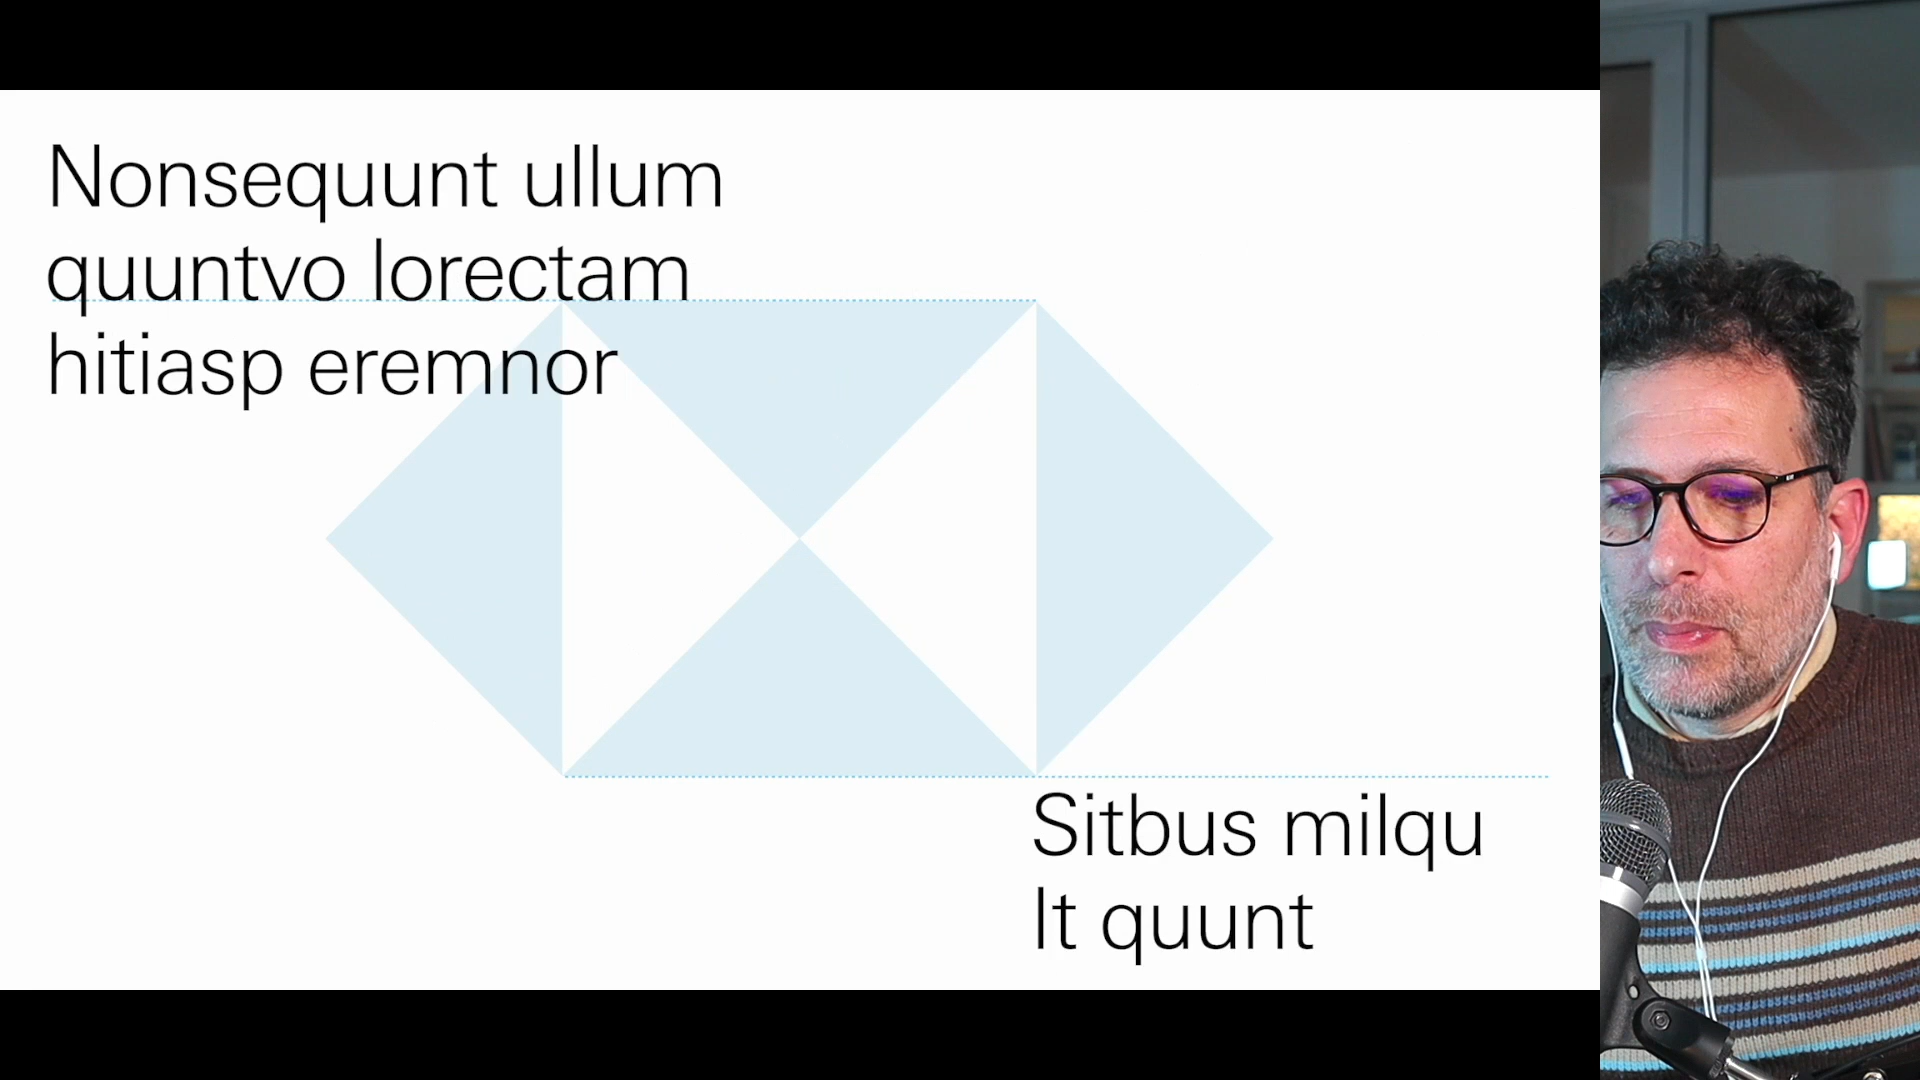 Nonsequunt ullum
quuntvo lorectam
hitiasp eremnor
Sitbus milqu
It quunt